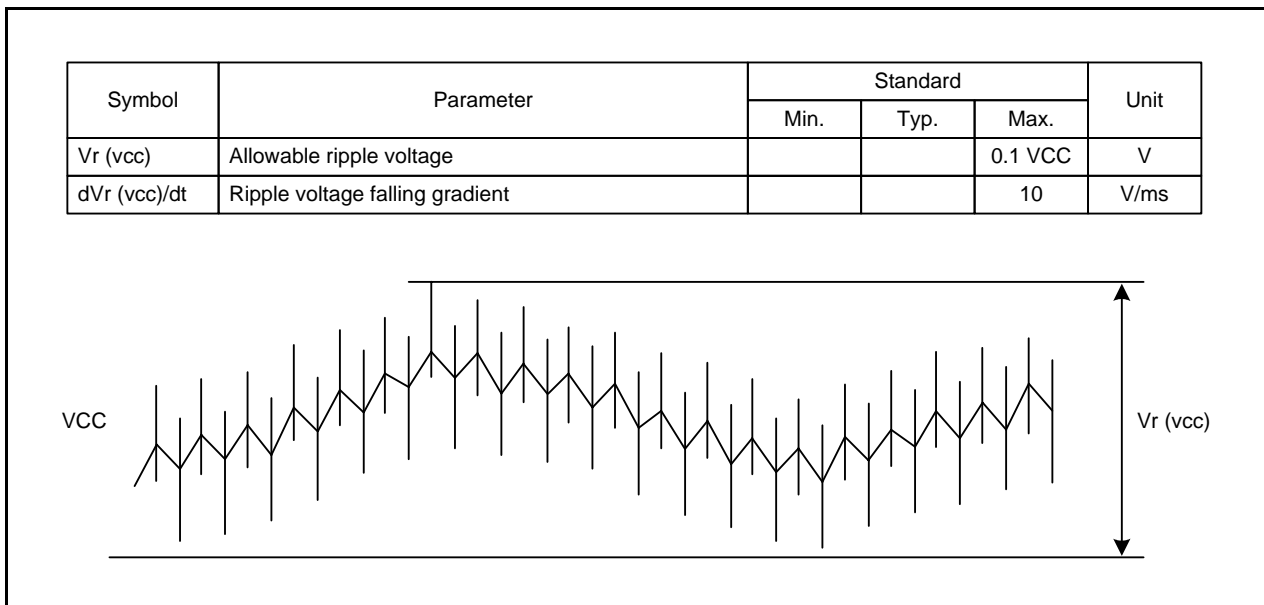 Symbol Parameter Standard Unit
Min. Typ. Max.
Vr (vcc) Allowable ripple voltage 0.1 VCC V
dVr (vcc)/dt Ripple voltage falling gradient 10 V/ms
VCC Vr (vcc)